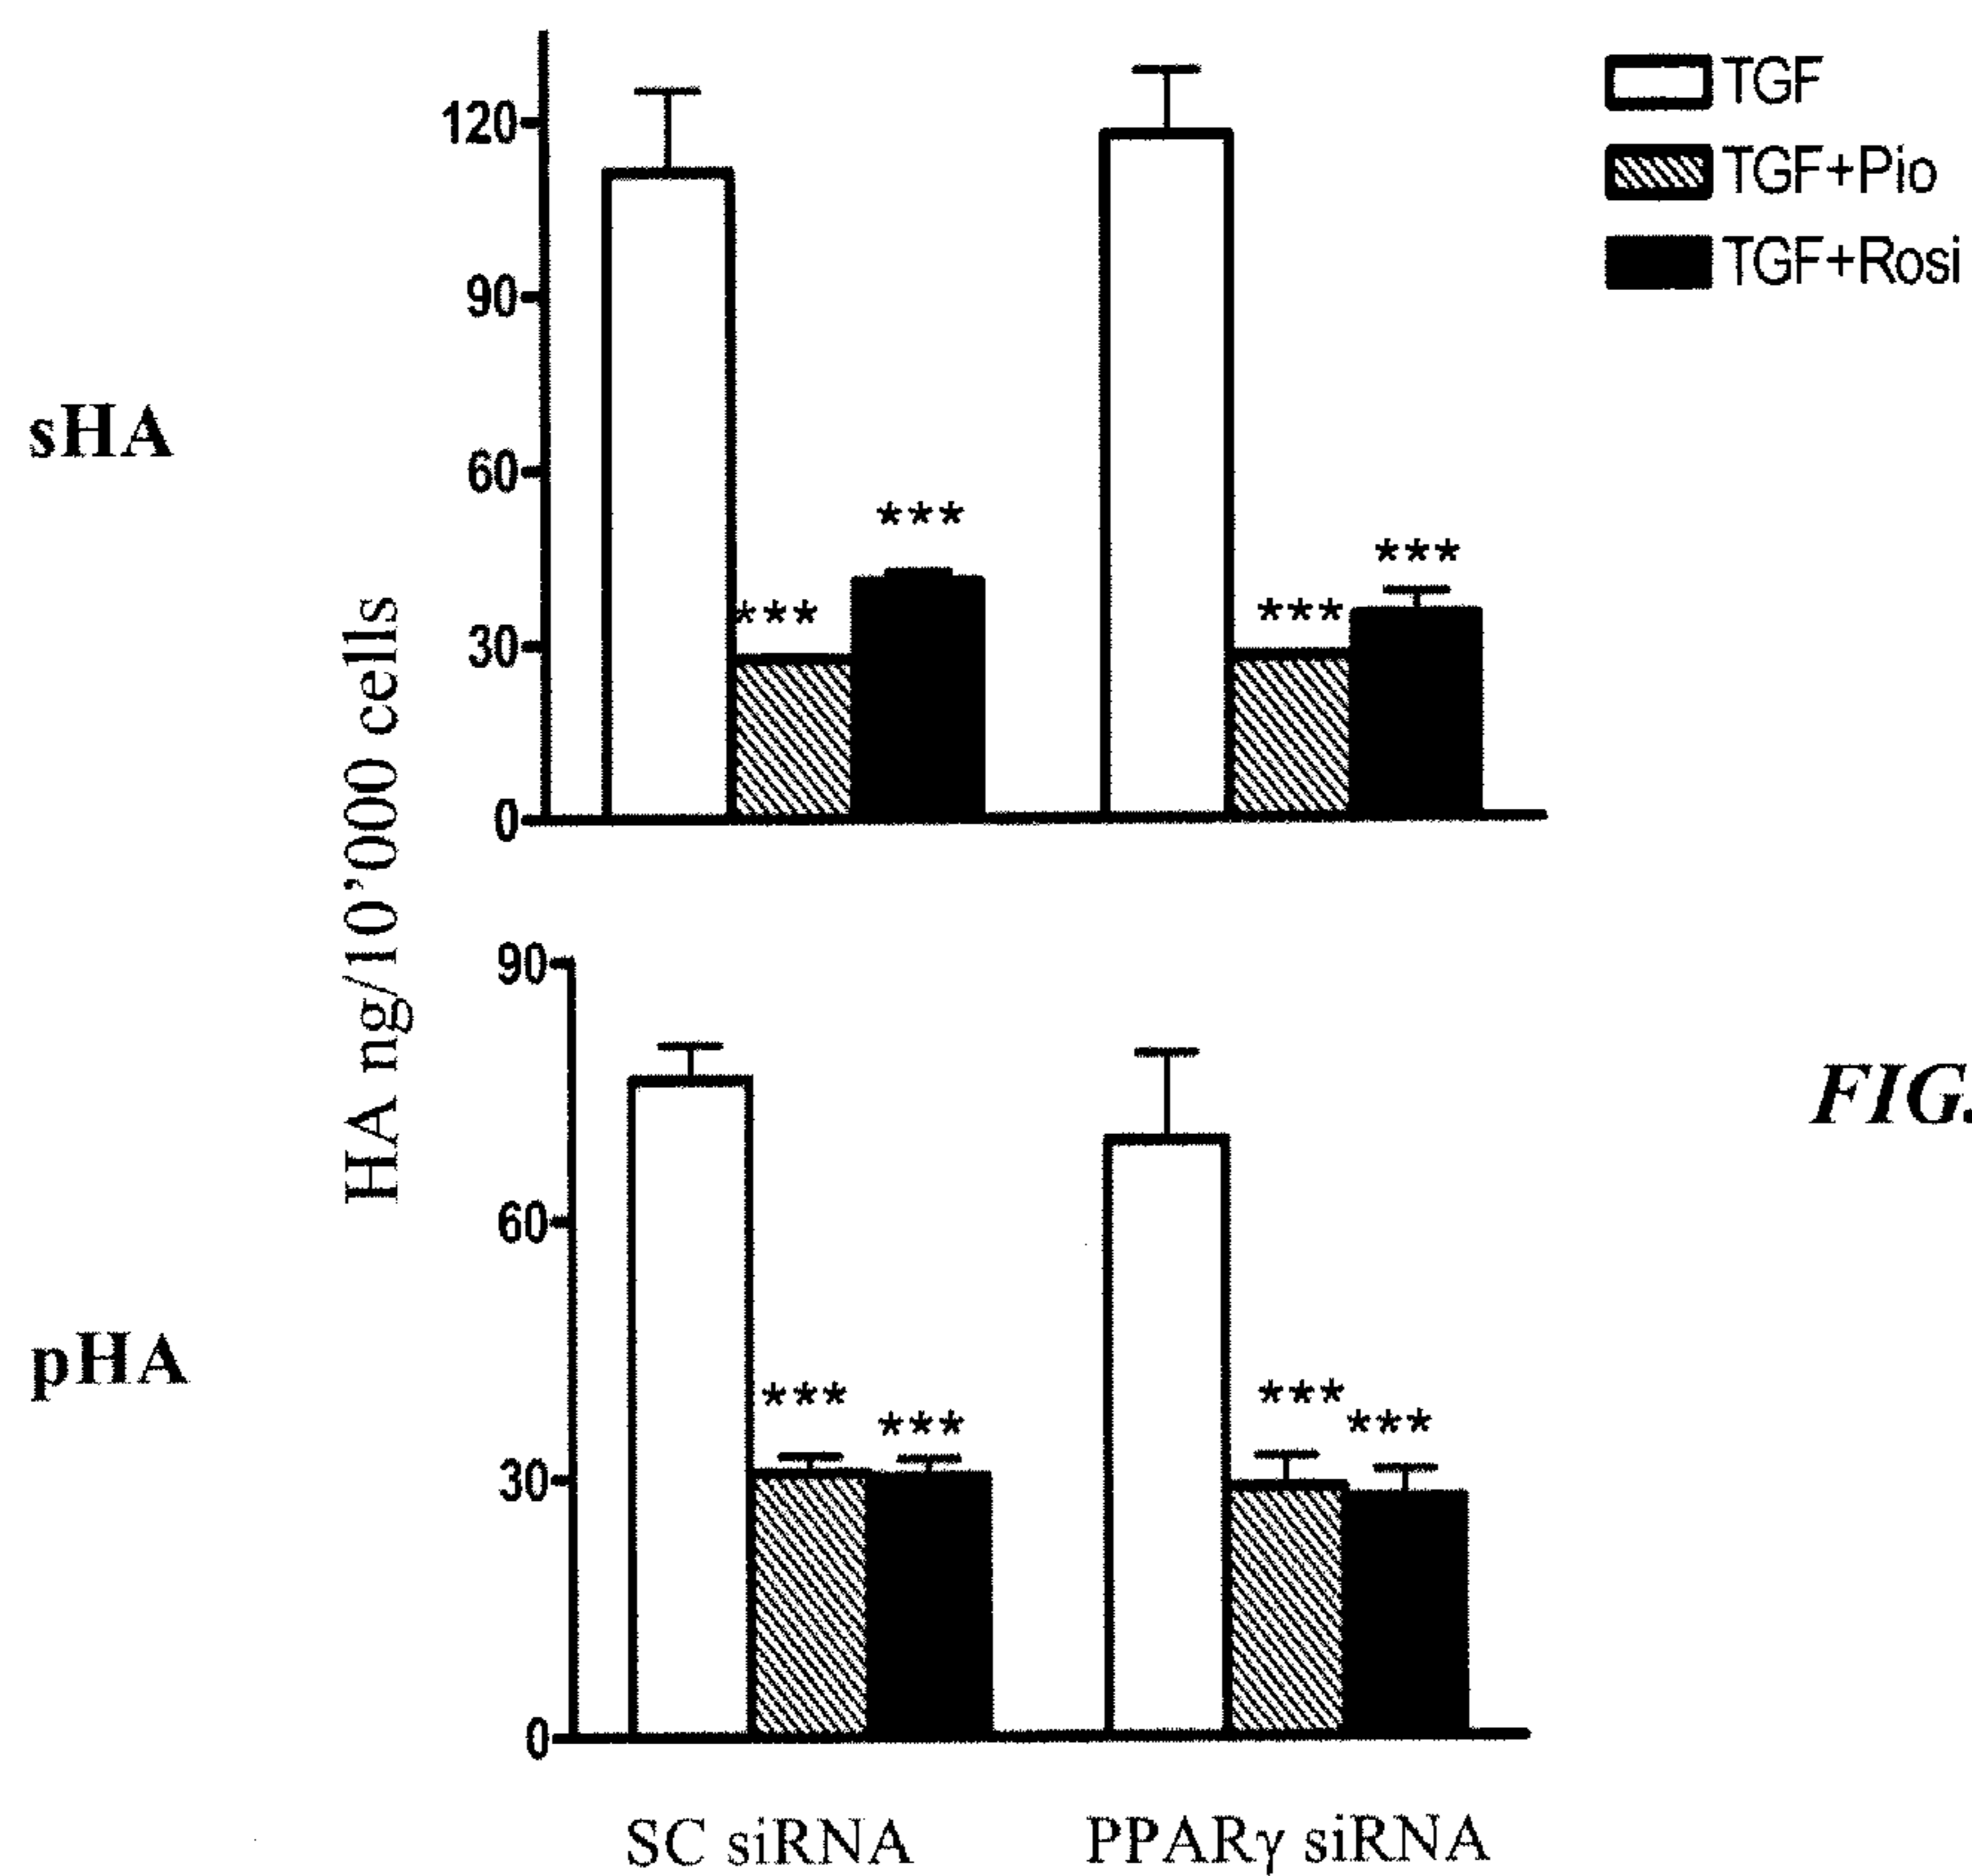 TGF
TGF+Pio
TGF+Rosi
sHA
120
90
60
30
0
***
***
***
***
HA ng/10’000 cells
FIG.
pHA
90
60
30
0
***
***
***
***
SC siRNA
PPARγ siRNA